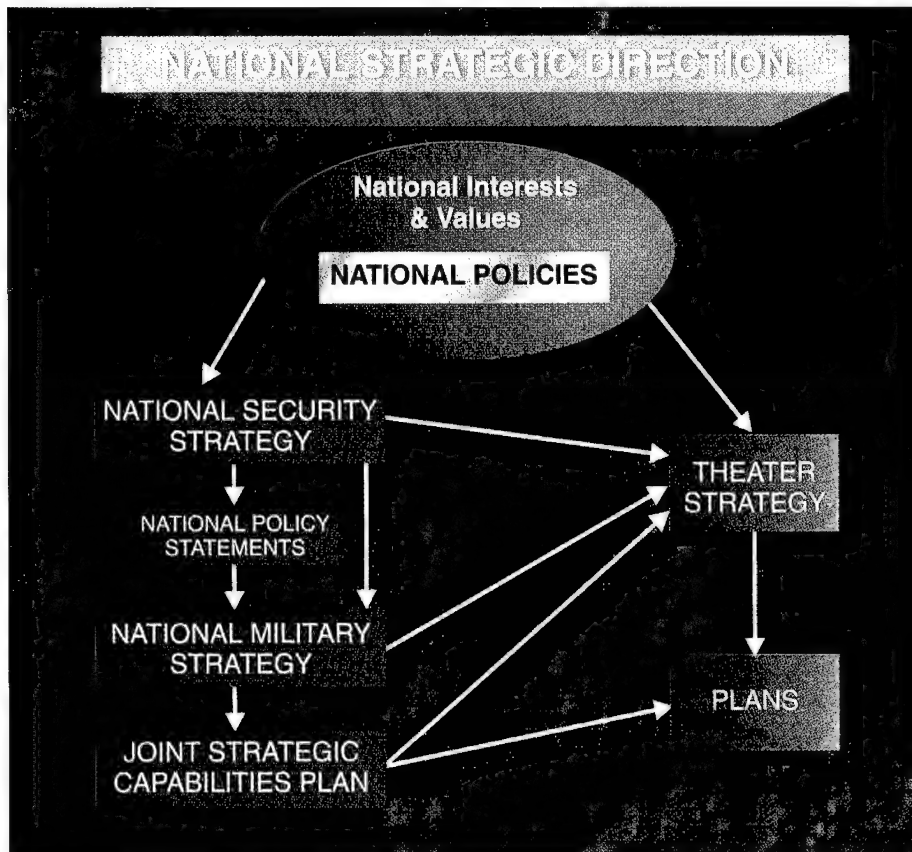 NATIONAL STRATEGIC DIRECTION
National Interests
& Values
NATIONAL POLICIES
NATIONAL SECURITY
STRATEGY
NATIONAL POLICY
STATEMENTS
NATIONAL MILITARY
STRATEGY
JOINT STRATEGIC
CAPABILITIES PLAN
THEATER
STRATEGY
PLANS